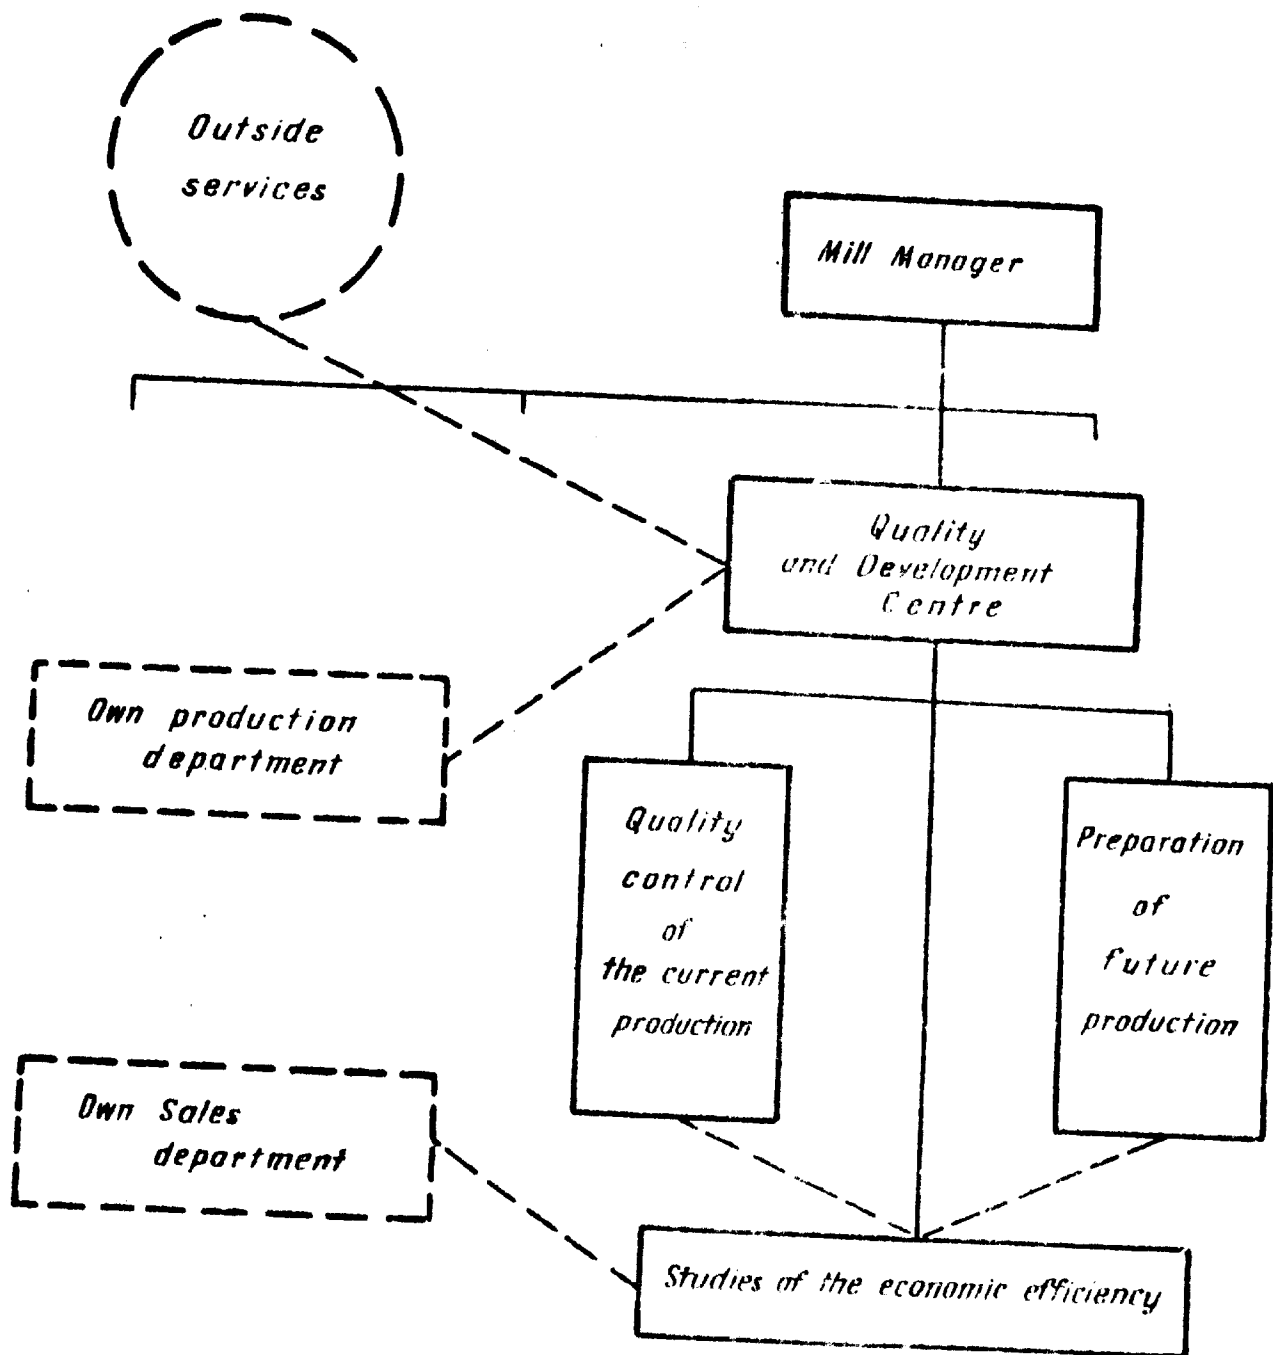 Outside
services
Mill Manager
Quality
and Development
Centre
Own production
department
Quality
control
of
the current
production
Preparation
of
future
production
Own Sales
department
Studies of the economic efficiency